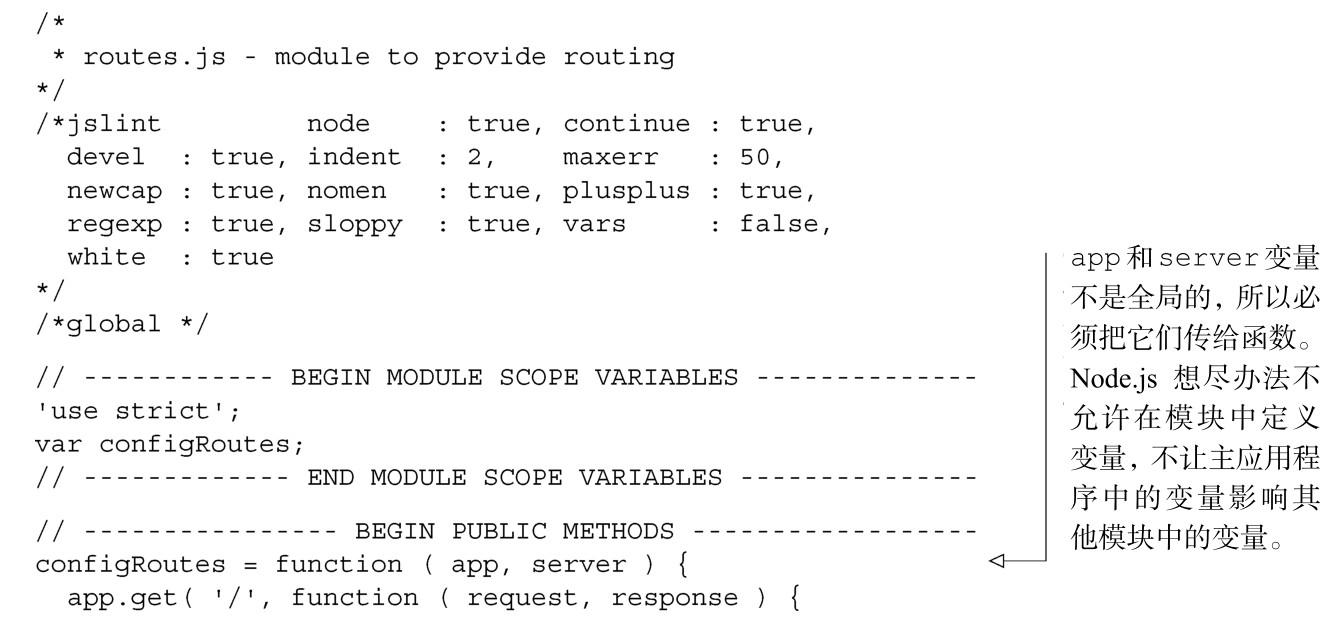 /*
 * routes.js - module to provide routing
*/
/*jslint         node    : true, continue : true,
  devel  : true, indent  : 2,    maxerr   : 50,
  newcap : true, nomen   : true, plusplus : true,
  regexp : true, sloppy  : true, vars     : false,
  white  : true
*/
/*global */
// ------------ BEGIN MODULE SCOPE VARIABLES --------------
'use strict';
var configRoutes;
// ------------- END MODULE SCOPE VARIABLES ---------------
// ---------------- BEGIN PUBLIC METHODS ------------------
configRoutes = function ( app, server ) {
  app.get( '/', function ( request, response ) {
app和server变量
不是全局的，所以必
须把它们传给函数。
Node.js 想尽办法不
允许在模块中定义
变量，不让主应用程
序中的变量影响其
他模块中的变量。